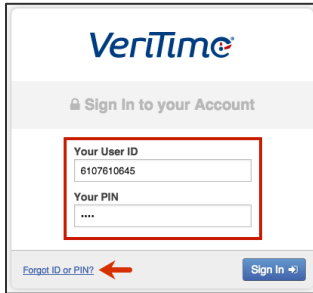 VeriTime
Sign In to your Account
Your User ID
6107610645
Your PIN
····
Forgot ID or PIN?
Sign In